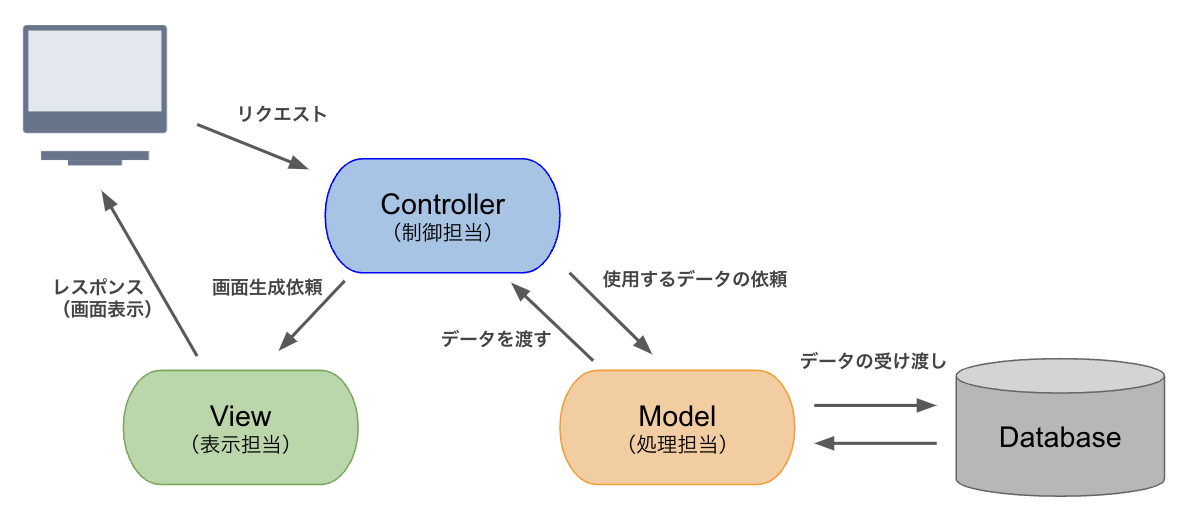 リクエスト
Controller
（制御担当）
レスポンス
（画面表示）
画面生成依頼
使用するデータの依頼
データを渡す
データの受け渡し
View
（表示担当）
Model
（処理担当）
Database